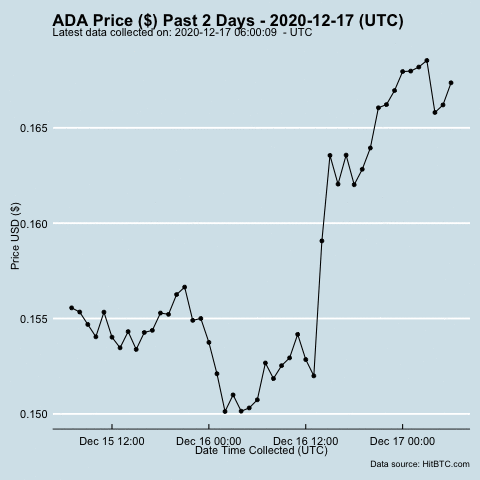 ADA Price ($) Past 2 Days - 2020-12-17 (UTC)
Latest data collected on: 2020-12-17 06:00:09 - UTC
Price USD ($)
0.165
0.160
0.155
0.150
Dec 15 12:00
Dec 16 00:00
Dec 16 12:00
Dec 17 00:00
Date Time Collected (UTC)
Data source: HitBTC.com